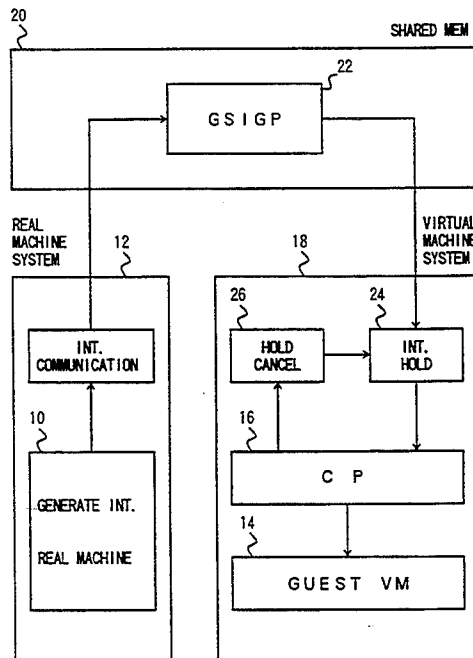 20
SHARED MEM
22
GSIGP
REAL
MACHINE
SYSTEM
12
VIRTUAL
MACHINE
SYSTEM
18
INT.
COMMUNICATION
26
HOLD
CANCEL
24
INT.
HOLD
10
GENERATE INT.
REAL MACHINE
16
C P
14
GUEST VM